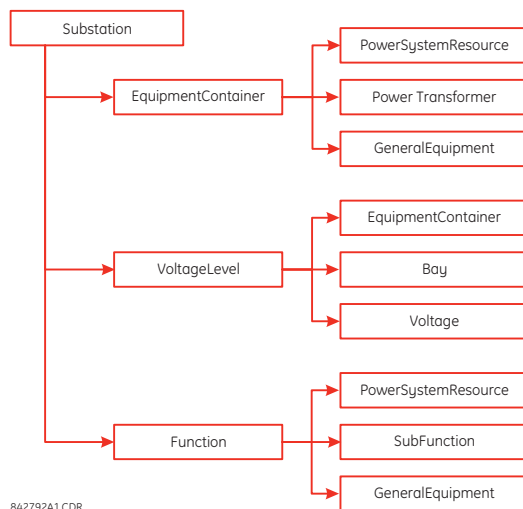 Substation
EquipmentContainer
PowerSystemResource
Power Transformer
GeneralEquipment
VoltageLevel
EquipmentContainer
Bay
Voltage
Function
PowerSystemResource
SubFunction
GeneralEquipment
842792A1.CDR